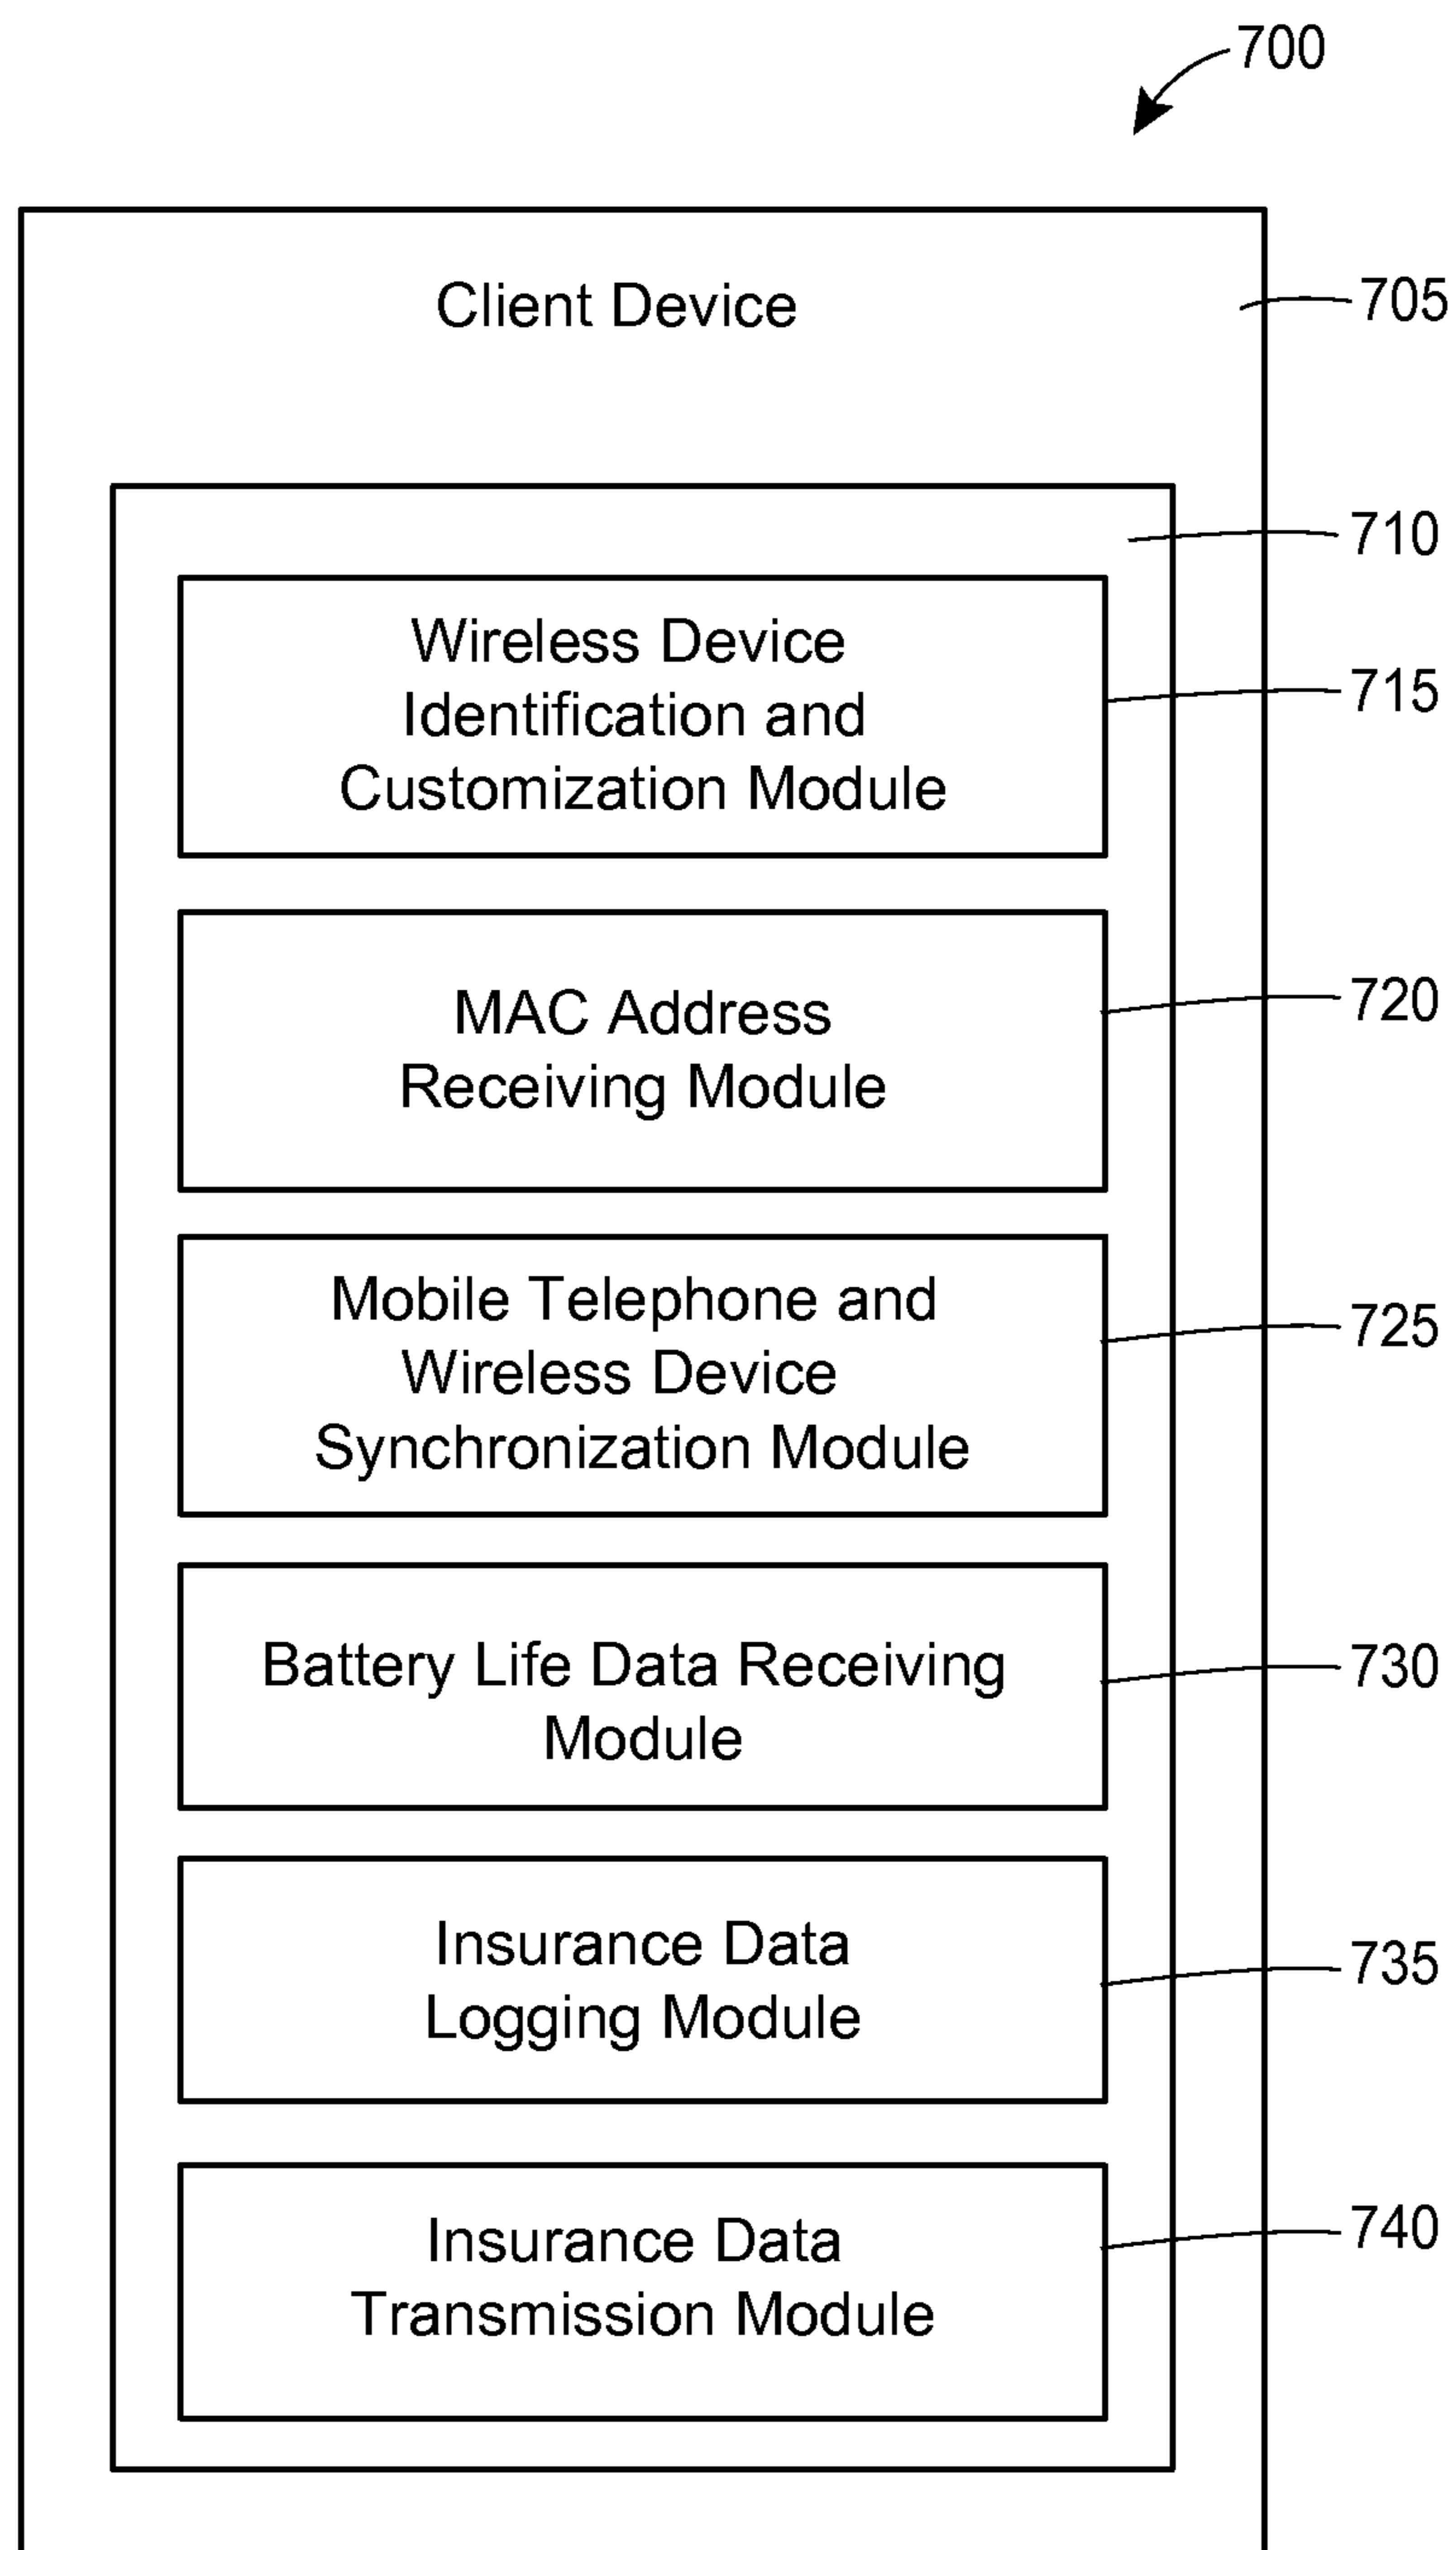 700
Client Device
705
710
Wireless Device
Identification and
Customization Module
715
MAC Address
Receiving Module
720
Mobile Telephone and
Wireless Device
Synchronization Module
725
Battery Life Data Receiving
Module
730
Insurance Data
Logging Module
735
Insurance Data
Transmission Module
740